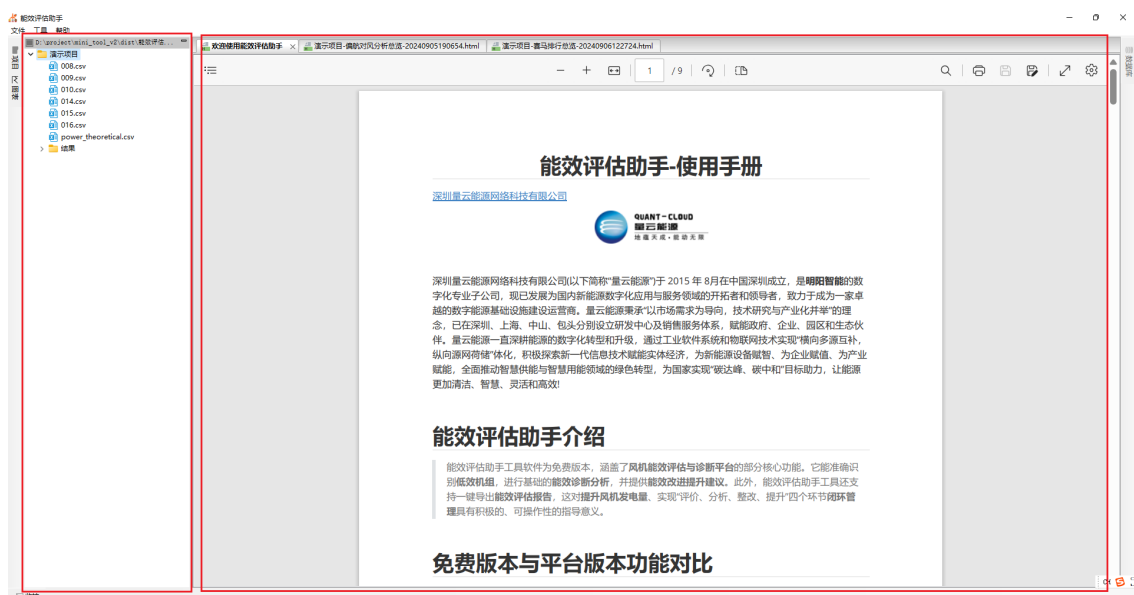 能效评估助手
文件 工具 帮助
项目
图册
D:\project\mini_tool_v2\dist\能效评估...
演示项目
008.csv
009.csv
010.csv
014.csv
015.csv
016.csv
power_theoretical.csv
结果
欢迎使用能效评估助手
演示项目-偏航对风分析总览-20240905190654.html
演示项目-赛马排行总览-20240906122724.html
数据源
1 /9
能效评估助手-使用手册
深圳量云能源网络科技有限公司
QUANT-CLOUD
量云能源
深圳量云能源网络科技有限公司(以下简称“量云能源”)于 2015 年 8月在中国深圳成立，是明阳智能的数
字化专业子公司，现已发展为国内新能源数字化应用与服务领域的开拓者和领导者，致力于成为一家卓
越的数字能源基础设施建设运营商。量云能源秉承“以市场需求为导向，技术研究与产业化并举”的理
念，已在深圳、上海、中山、包头分别设立研发中心及销售服务体系，赋能政府、企业、园区和生态伙
伴。量云能源一直深耕能源的数字化转型和升级，通过工业软件系统和物联网技术实现“横向多源互补，
纵向源网荷储”体化，积极探索新一代信息技术赋能实体经济，为新能源设备赋智、为企业赋值、为产业
赋能，全面推动智慧供能与智慧用能领域的绿色转型，为国家实现“碳达峰、碳中和”目标助力，让能源
更加清洁、智慧、灵活和高效!
能效评估助手介绍
能效评估助手工具软件为免费版本，涵盖了风机能效评估与诊断平台的部分核心功能。它能准确识
别低效机组，进行基础的能效诊断分析，并提供能效改进提升建议。此外，能效评估助手工具还支
持一键导出能效评估报告，这对提升风机发电量、实现“评价、分析、整改、提升”四个环节闭环管
理具有积极的、可操作性的指导意义。
免费版本与平台版本功能对比